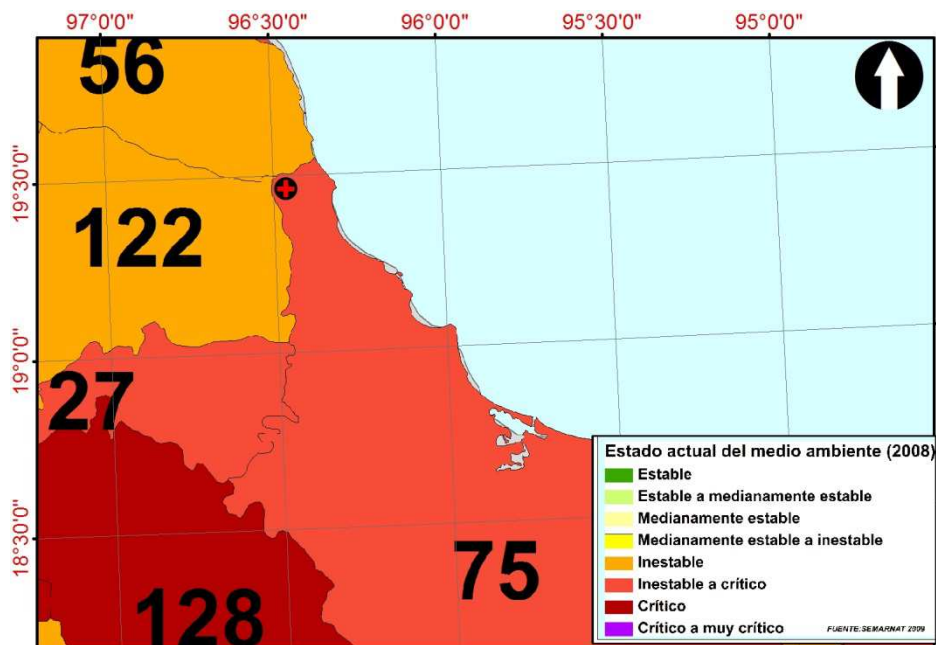 97°0'0" 96°30'0" 96°0'0" 95°30'0" 95°0'0"
56
19°30'0"
122
19°0'0"
27
Estado actual del medio ambiente (2008)
Estable
Estable a medianamente estable
Medianamente estable
Medianamente estable a inestable
Inestable
Inestable a crítico
Crítico
Crítico a muy crítico
FUENTE:SEMARNAT 2009
18°30'0"
75
128